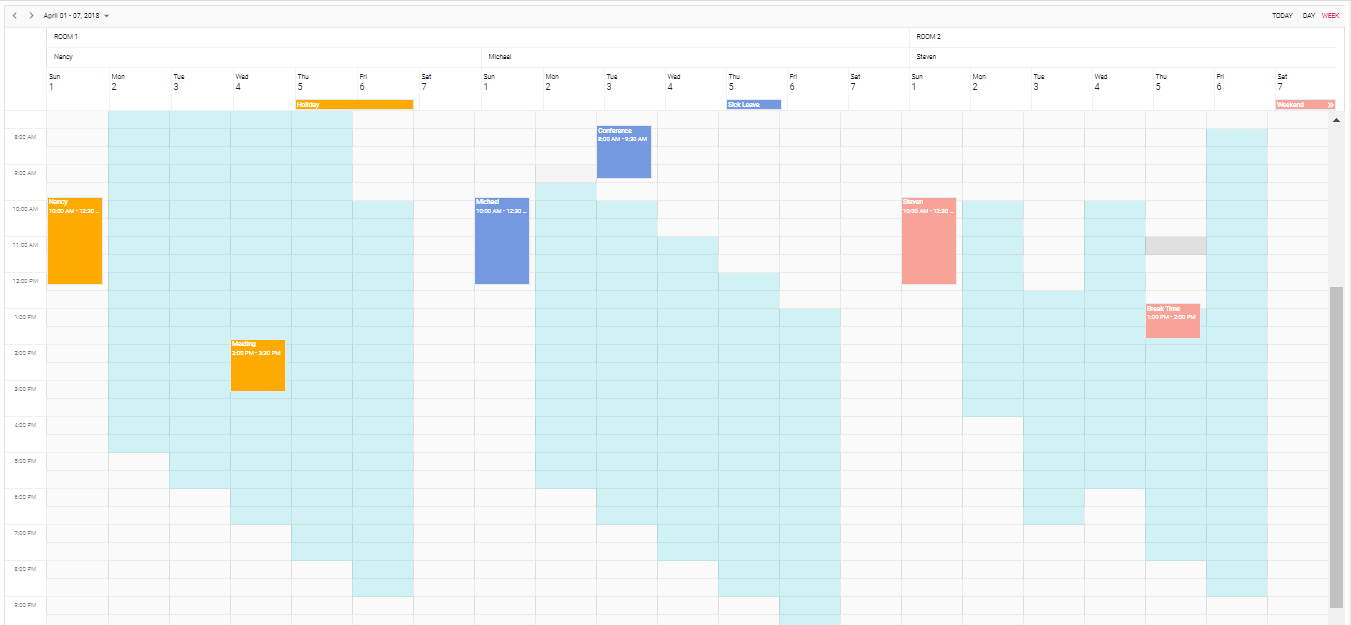 April 01 - 07, 2018
TODAY DAY WEEK
ROOM 1 ROOM 2
Nancy Michael Steven
Sun Mon Tue Wed Thu Fri Sat Sun Mon Tue Wed Thu Fri Sat Sun Mon Tue Wed Thu Fri Sat
1 2 3 4 5 6 7 1 2 3 4 5 6 7 1 2 3 4 5 6 7
Holiday Sick Leave Weekend
Conference
8:00 AM - 9:30 AM
8:00 AM
9:00 AM
Nancy Michael Steven
10:00 AM - 12:30 ... 10:00 AM - 12:30 ... 10:00 AM - 12:30 ...
10:00 AM
11:00 AM
12:00 PM
Break Time
1:00 PM - 2:00 PM
1:00 PM
Meeting
2:00 PM - 3:30 PM
2:00 PM
3:00 PM
4:00 PM
5:00 PM
6:00 PM
7:00 PM
8:00 PM
9:00 PM